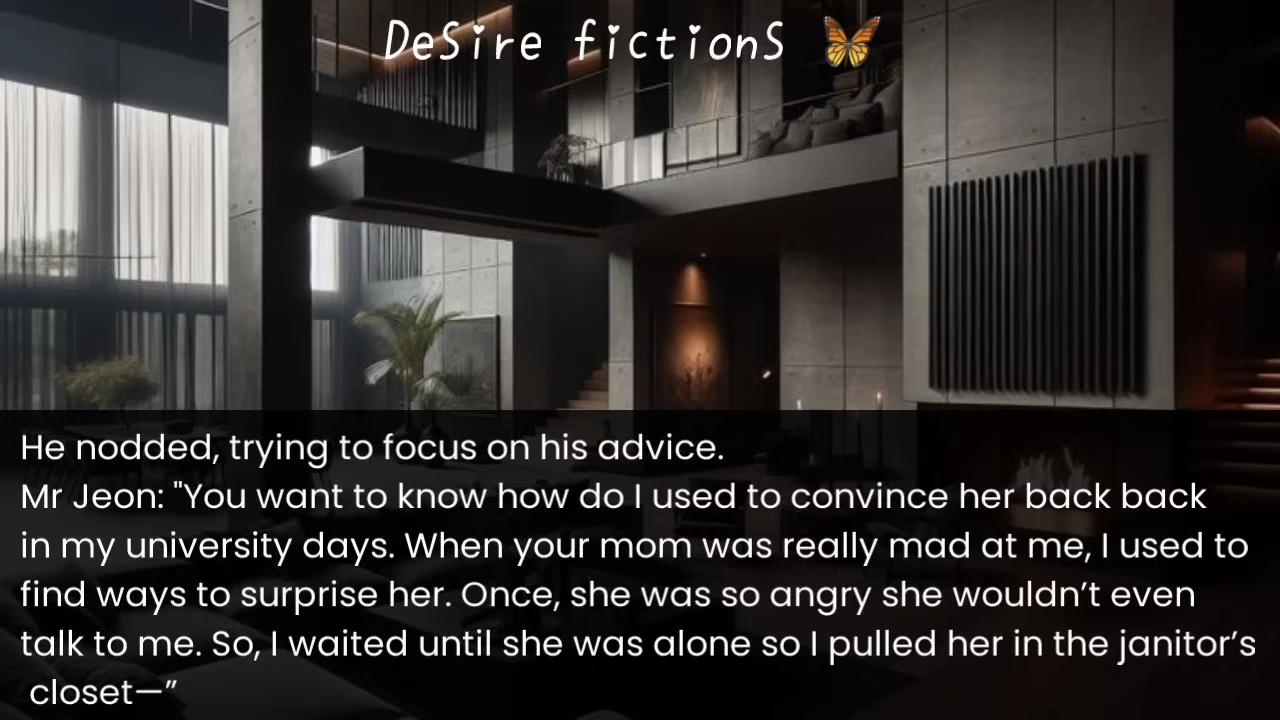 DeSire fictionS 🦋
He nodded, trying to focus on his advice.
Mr Jeon: "You want to know how do I used to convince her back back
in my university days. When your mom was really mad at me, I used to
find ways to surprise her. Once, she was so angry she wouldn’t even
talk to me. So, I waited until she was alone so I pulled her in the janitor’s
closet—”